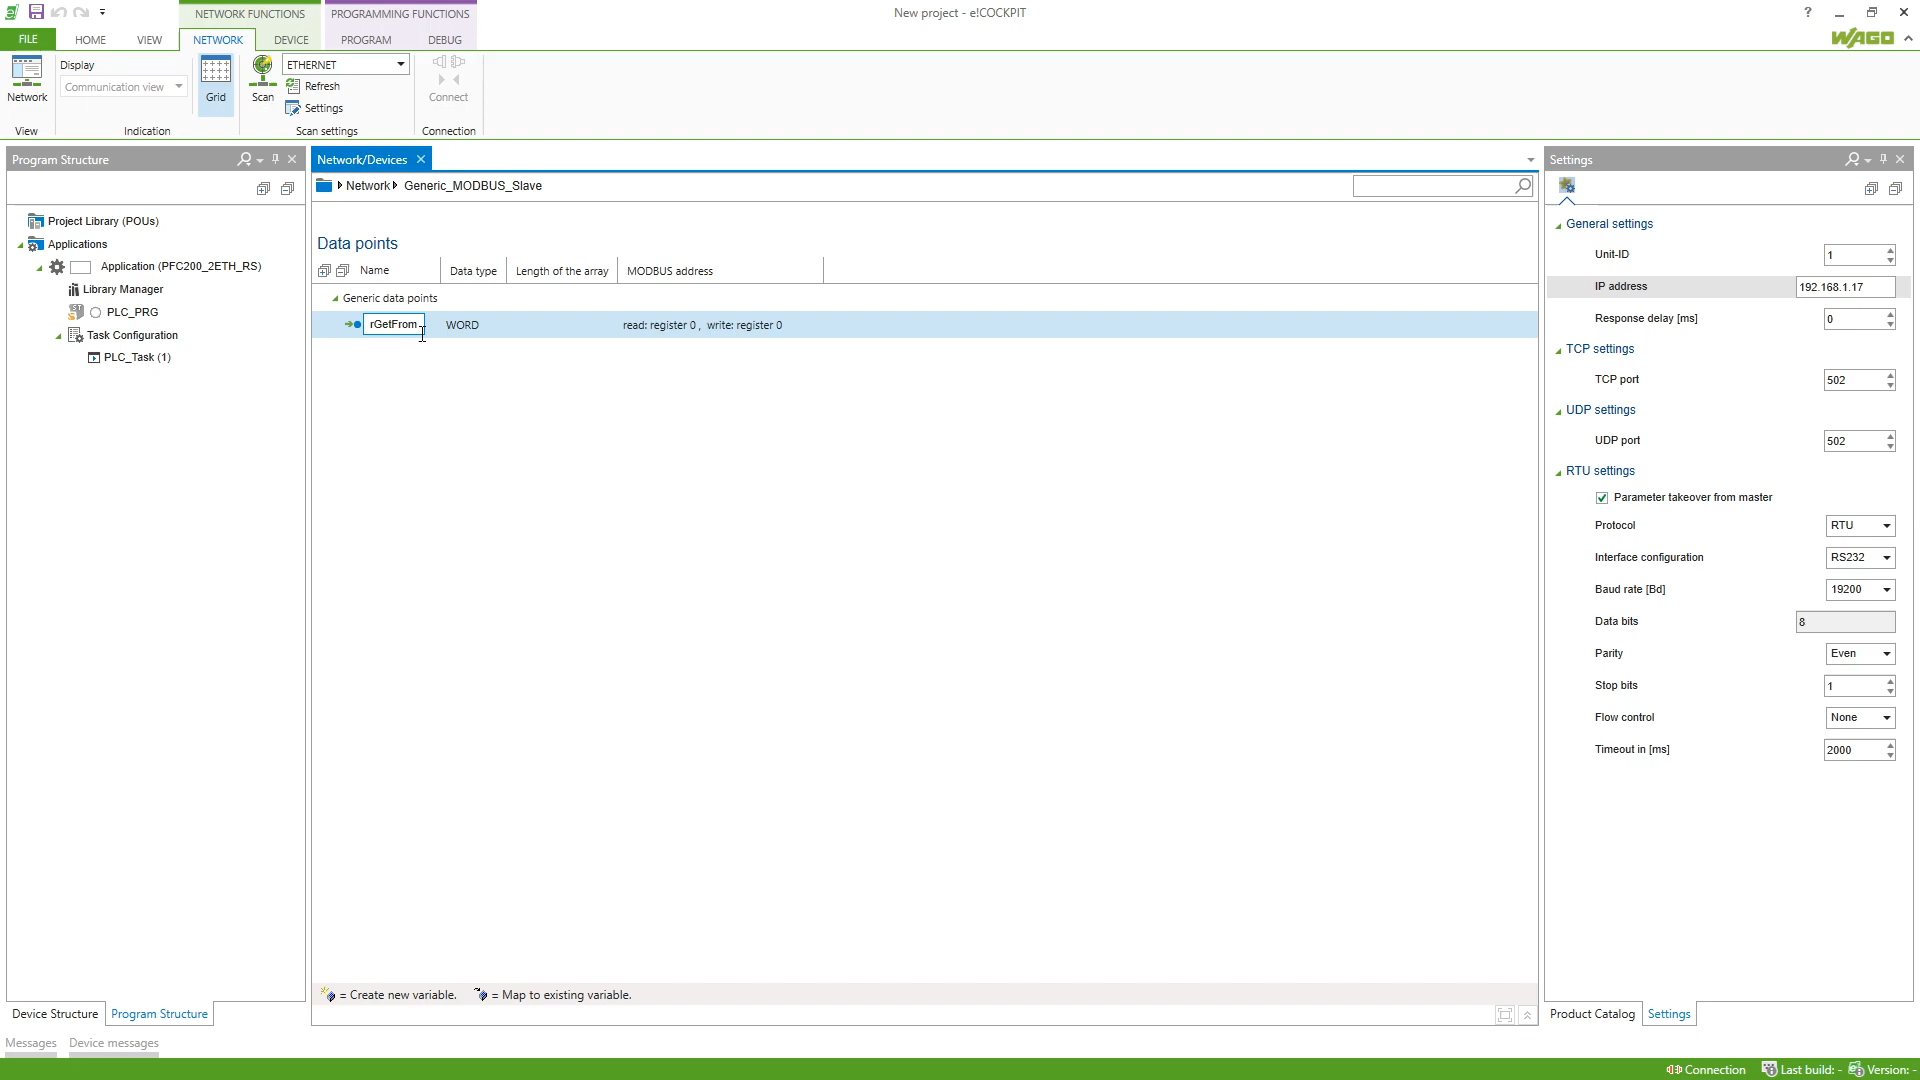 NETWORK FUNCTIONS
PROGRAMMING FUNCTIONS
New project - e!COCKPIT
?
FILE
HOME
VIEW
NETWORK
DEVICE
PROGRAM
DEBUG
WAGO
Network
View
Display
Communication view
Indication
Grid
Scan
ETHERNET
Refresh
Settings
Scan settings
Connect
Connection
Program Structure
Project Library (POUs)
Applications
Application (PFC200_2ETH_RS)
Library Manager
PLC_PRG
Task Configuration
PLC_Task (1)
Device Structure
Program Structure
Network/Devices
Network Generic_MODBUS_Slave
Data points
Name
Data type
Length of the array
MODBUS address
Generic data points
rGetFrom
WORD
read: register 0 , write: register 0
= Create new variable.
= Map to existing variable.
Settings
General settings
Unit-ID
1
IP address
192.168.1.17
Response delay [ms]
0
TCP settings
TCP port
502
UDP settings
UDP port
502
RTU settings
Parameter takeover from master
Protocol
RTU
Interface configuration
RS232
Baud rate [Bd]
19200
Data bits
8
Parity
Even
Stop bits
1
Flow control
None
Timeout in [ms]
2000
Product Catalog
Settings
Messages
Device messages
Connection
Last build: -
Version: -